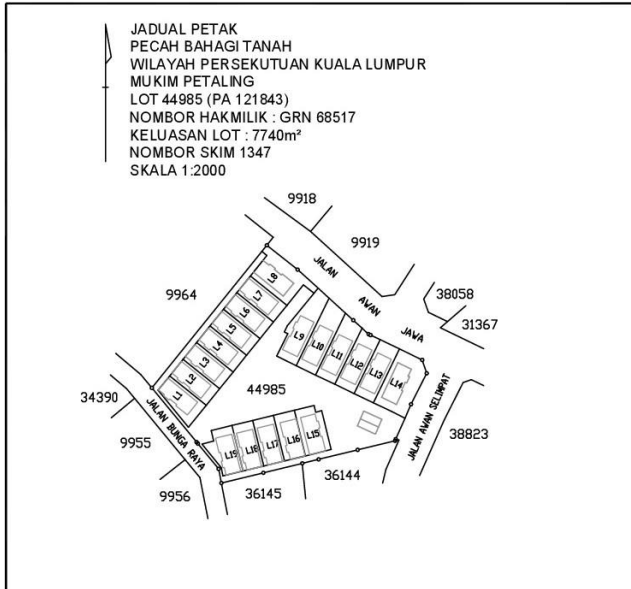 JADUAL PETAK
PECAH BAHAGI TANAH
WILAYAH PERSEKUTUAN KUALA LUMPUR
MUKIM PETALING
LOT 44985 (PA 121843)
NOMBOR HAKMILIK : GRN 68517
KELUASAN LOT : 7740m²
NOMBOR SKIM 1347
SKALA 1:2000
9918
9919
JALAN AWAN JAWA
38058
31367
9964
L8
L7
L6
L5
L4
L3
L2
L1
L9
L10
L11
L12
L13
L14
44985
34390
JALAN BUNGA RAYA
9955
9956
L19
L18
L17
L16
L15
JALAN AWAN SELIMPAT
38823
36144
36145